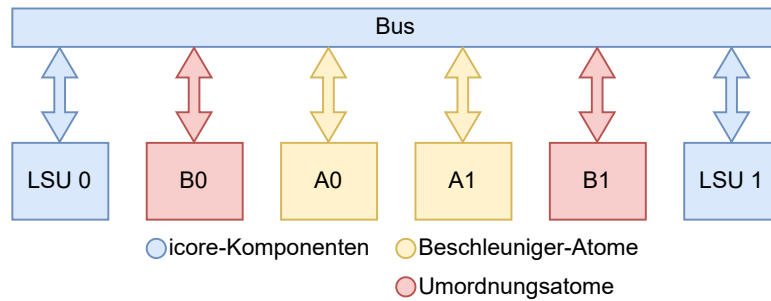 Bus
LSU 0 B0 A0 A1 B1 LSU 1
icore-Komponenten Beschleuniger-Atome
Umordnungsatome